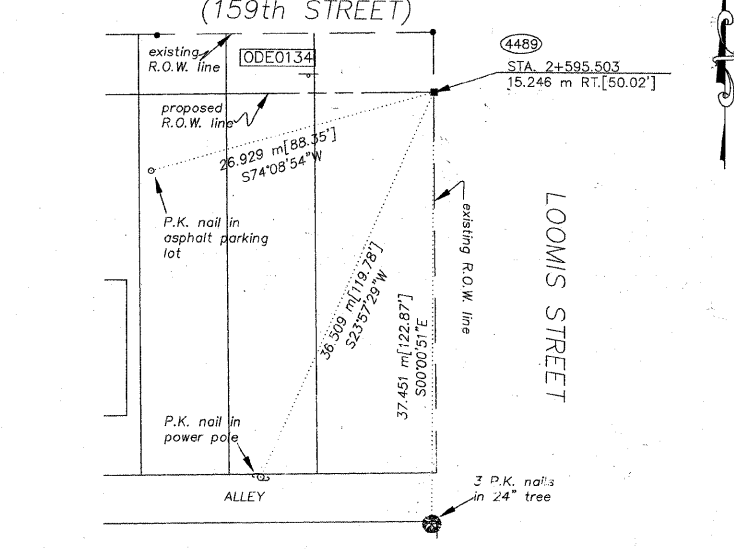 (159th STREET)
existing
R.O.W. line
ODE0134
4489
STA. 2+595.503
15.246 m RT.[50.02']
proposed
R.O.W. line
26.929 m[88.35']
S74°08'54"W
P.K. nail in
asphalt parking
lot
existing R.O.W. line
LOOMIS STREET
36.509 m[119.78']
S23°57'29"W
37.451 m[122.87']
S00°00'51"E
P.K. nail in
power pole
ALLEY
3 P.K. nails
in 24" tree